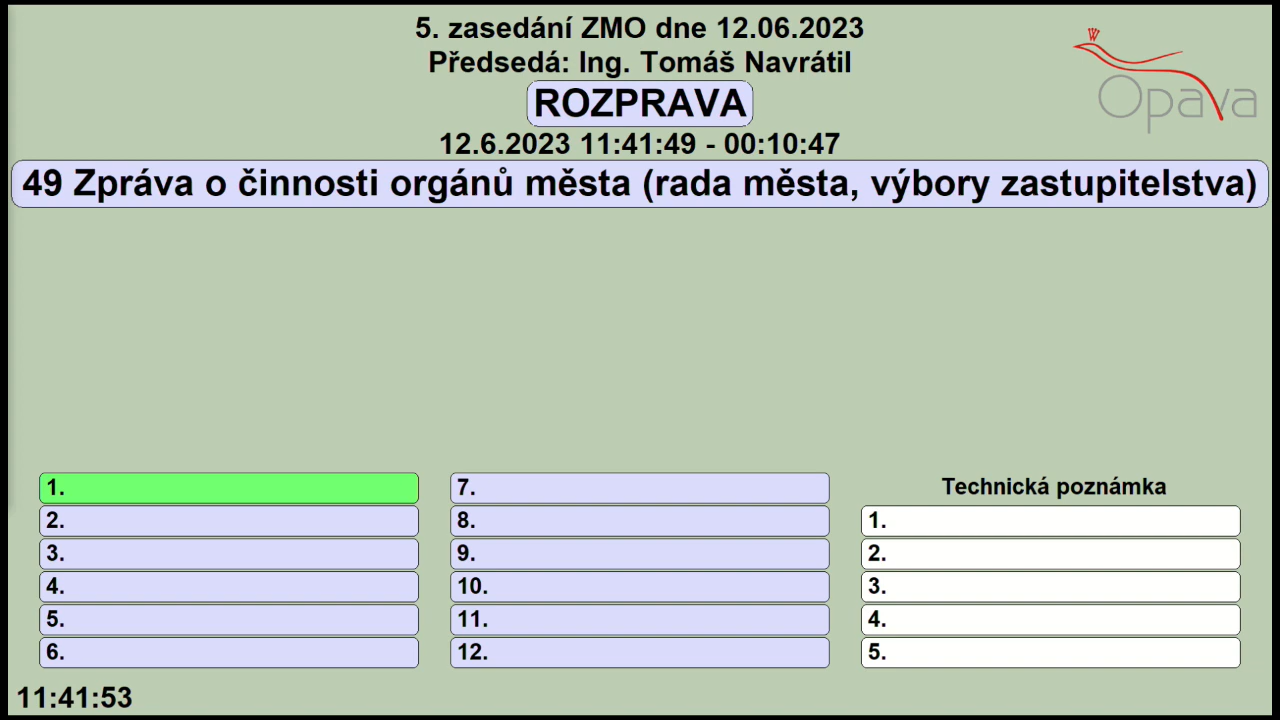 5. zasedání ZMO dne 12.06.2023
Předsedá: Ing. Tomáš Navrátil
Opava
ROZPRAVA
12.6.2023 11:41:49 - 00:10:47
49 Zpráva o činnosti orgánů města (rada města, výbory zastupitelstva)
1.
2.
3.
4.
5.
6.
7.
8.
9.
10.
11.
12.
Technická poznámka
1.
2.
3.
4.
5.
11:41:53